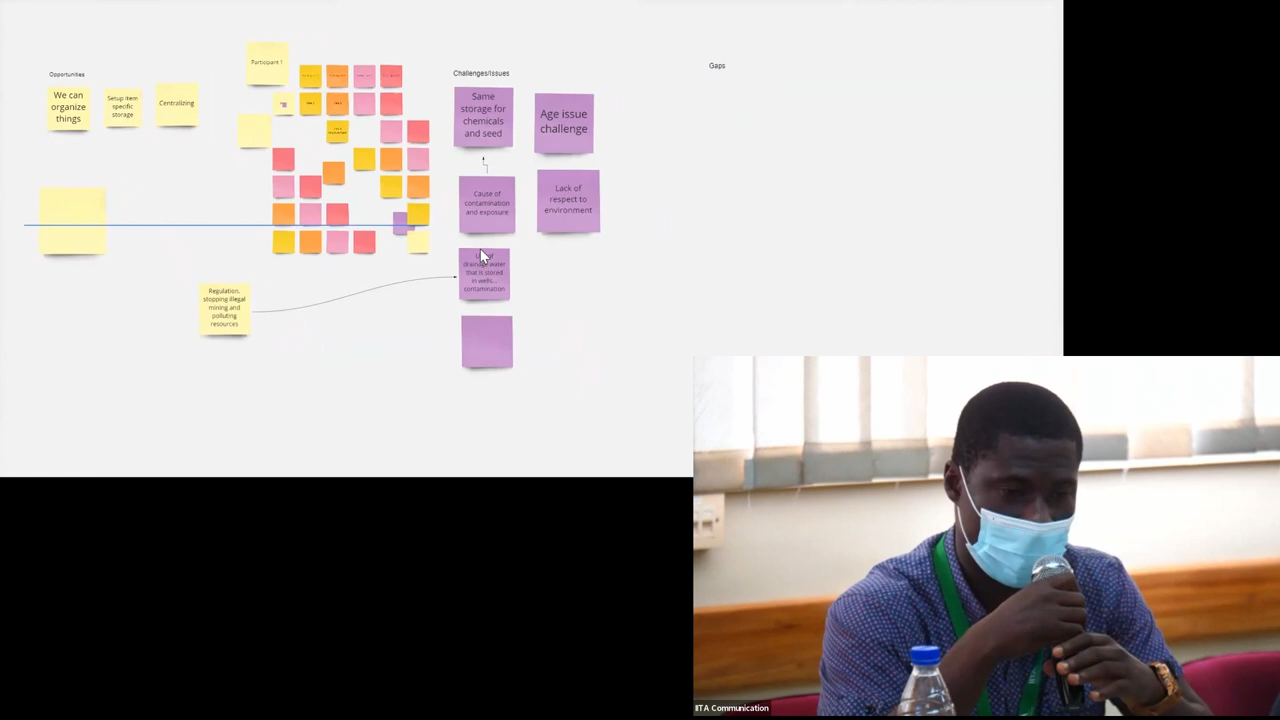 Participant 1
Opportunities
We can
organize
things
Setup item
specific
storage
Centralizing
Challenges/Issues
Same
storage for
chemicals
and seed
Age issue
challenge
Cause of
contamination
and exposure
Lack of
respect to
environment
drainage water
that is stored
in wells...
contamination
Regulation,
stopping illegal
mining and
polluting
resources
Gaps
IITA Communication